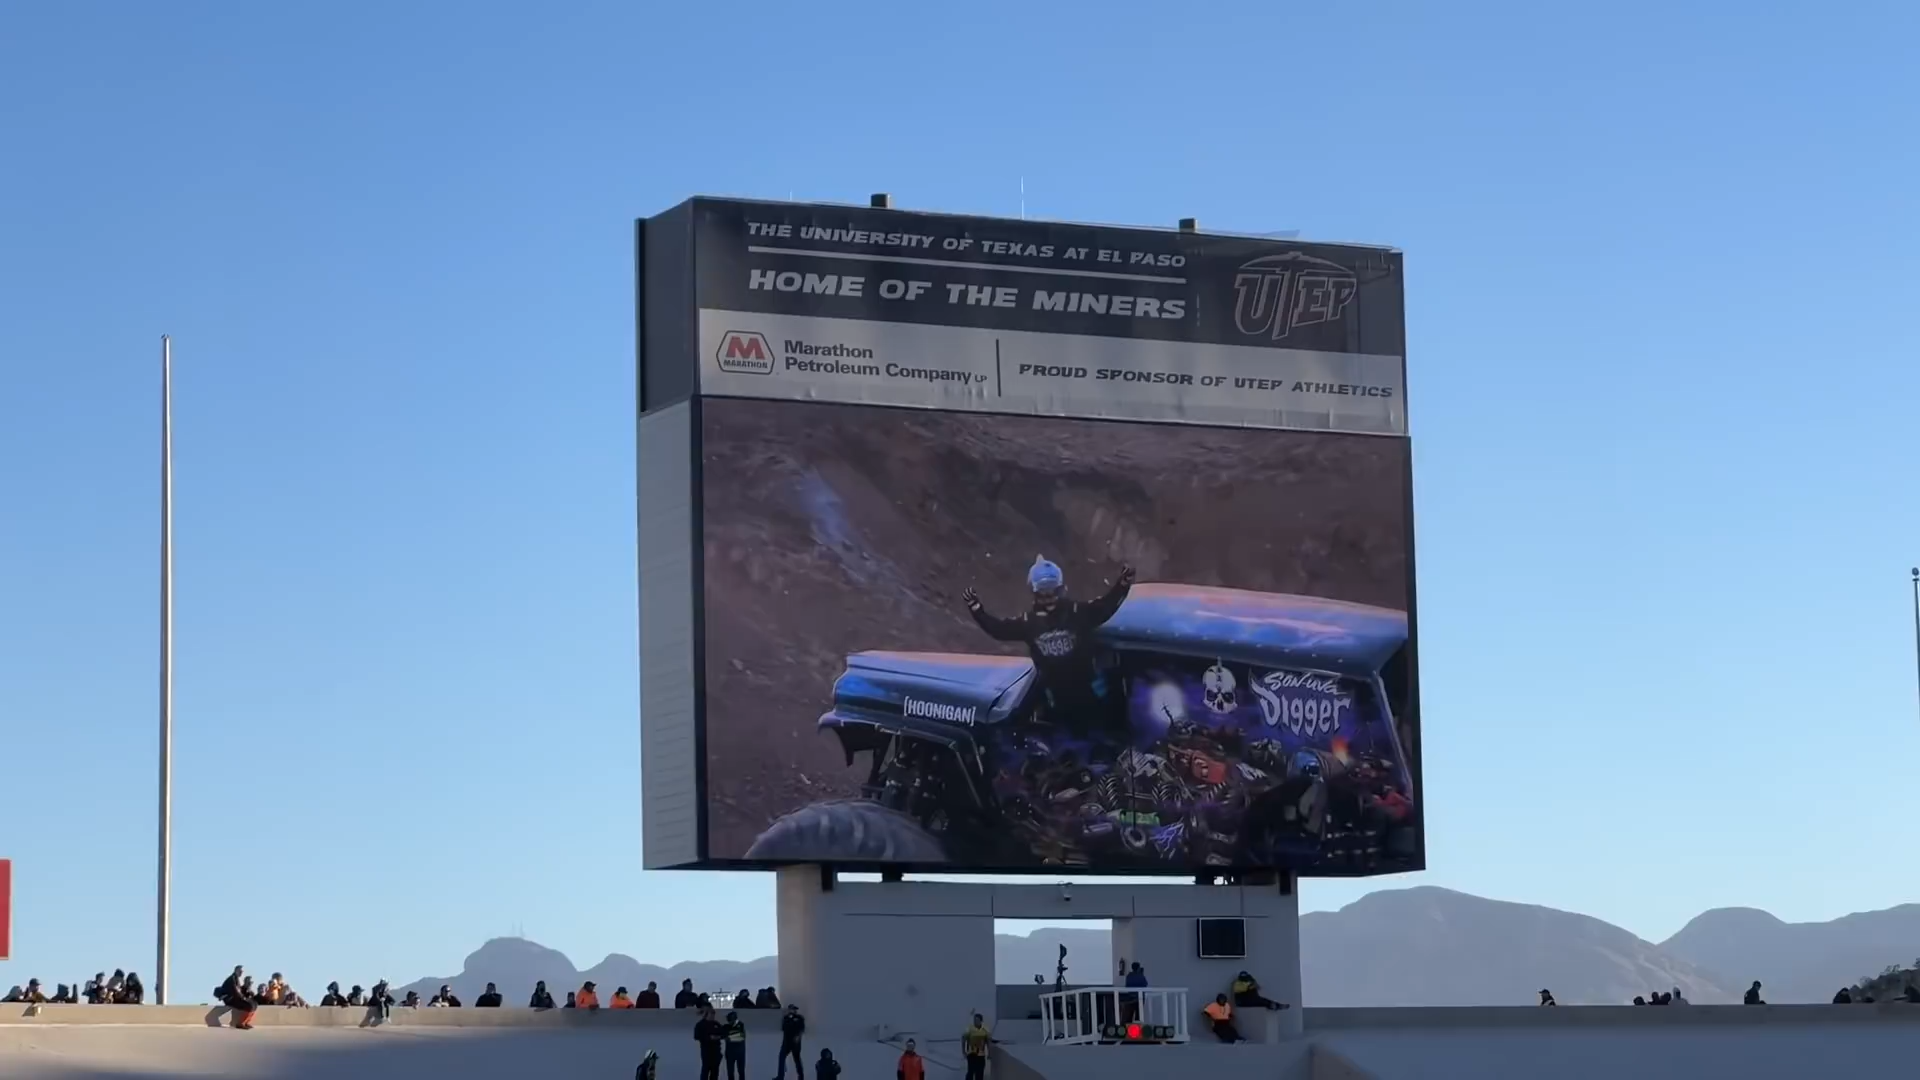 THE UNIVERSITY OF TEXAS AT EL PASO
HOME OF THE MINERS
UTEP
MARATHON
Marathon
Petroleum Company LP
PROUD SPONSOR OF UTEP ATHLETICS
Digger
[HOONIGAN]
SON-UVA
Digger